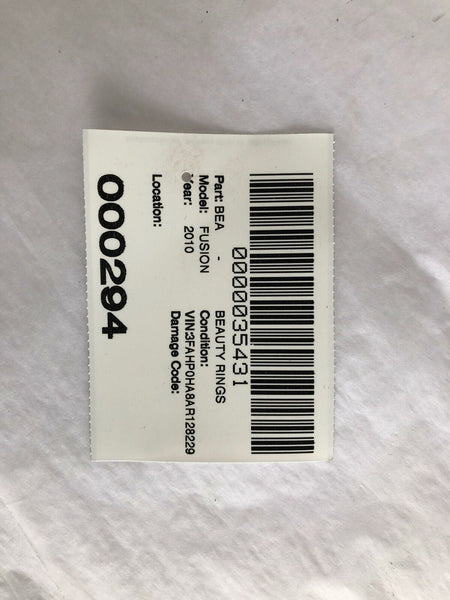 0000035431
Part: BEA - BEAUTY RINGS
Model: FUSION Condition:
Year: 2010 VIN:3FAHP0HA8AR128229
Damage Code:
Location:
000294